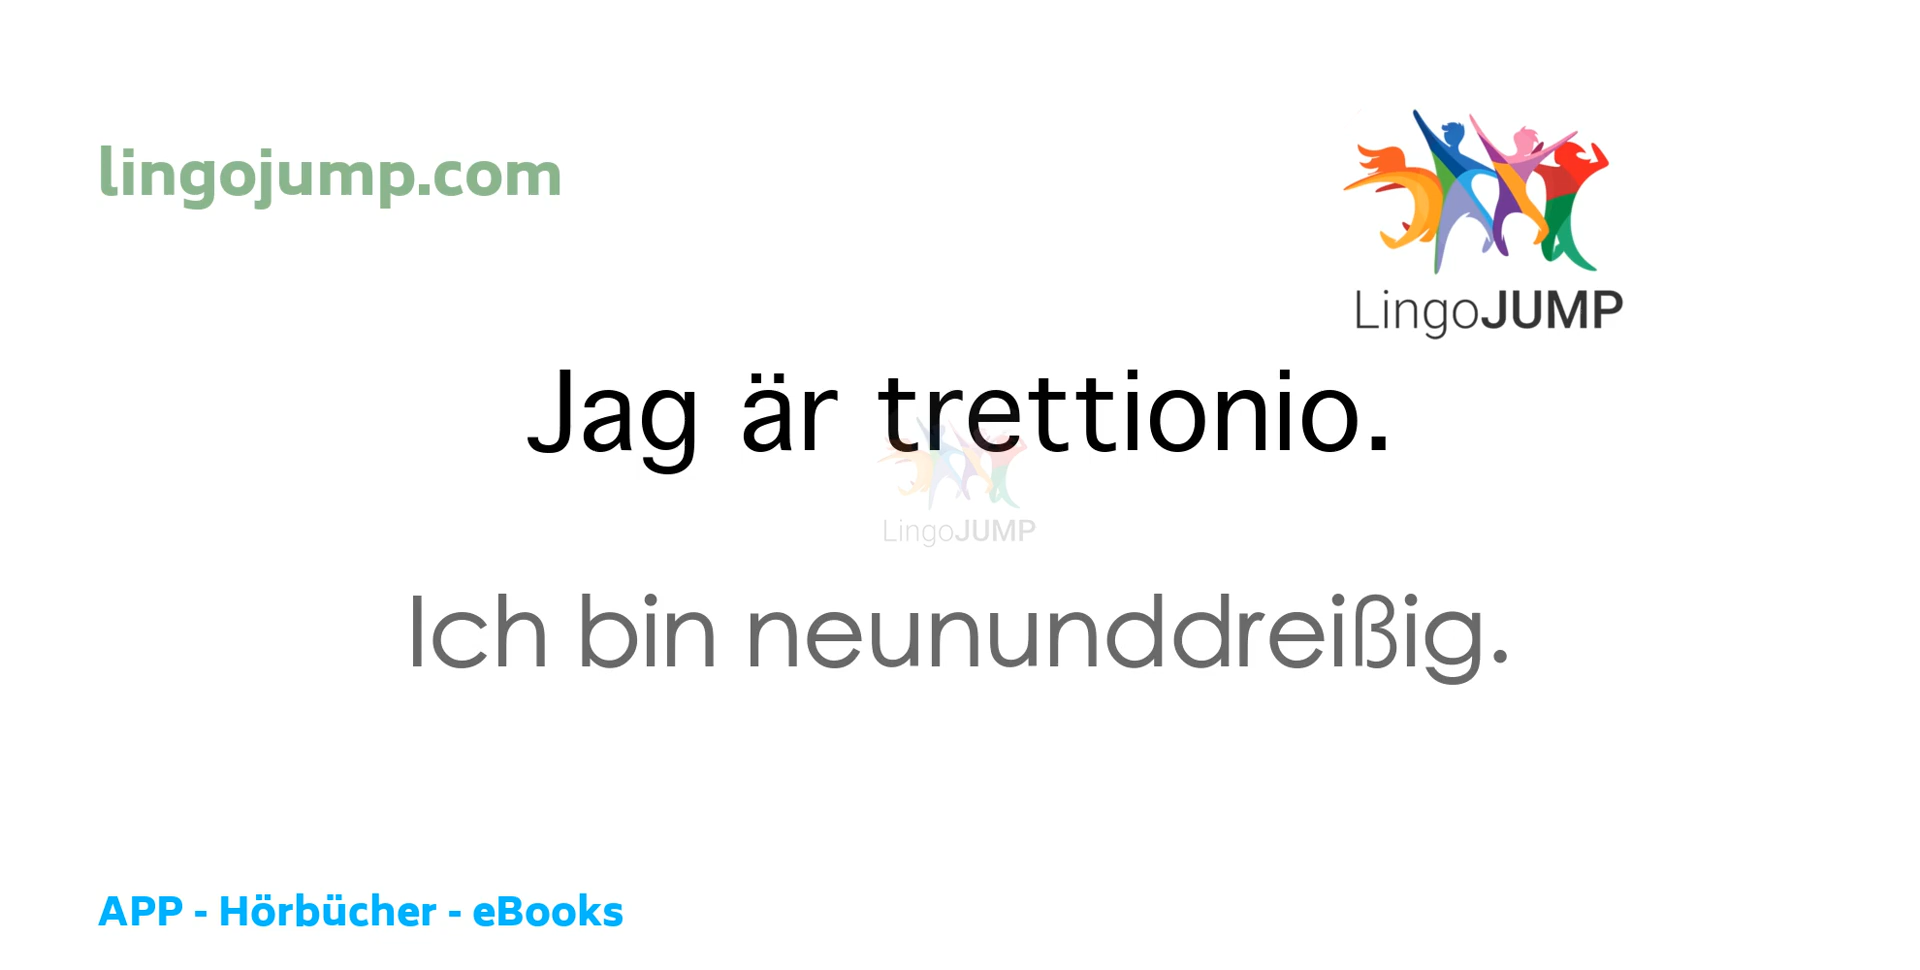 lingojump.com
LingoJUMP
Jag är trettionio.
LingoJUMP
Ich bin neununddreißig.
APP - Hörbücher - eBooks